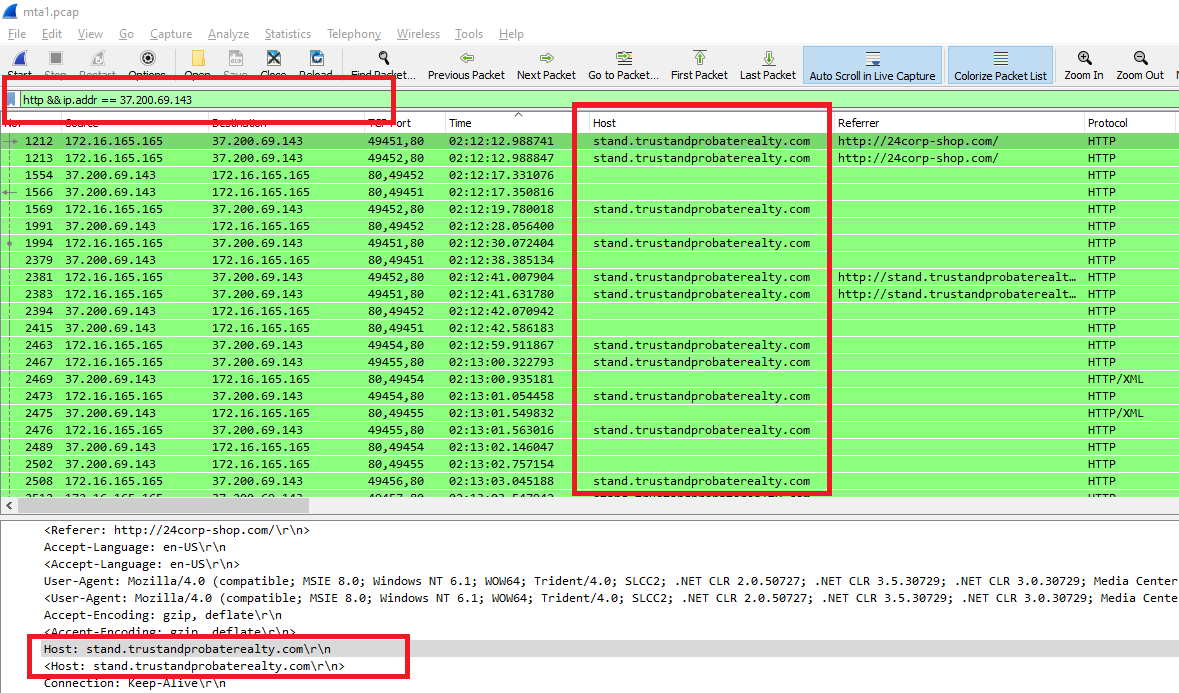 mta1.pcap
File Edit View Go Capture Analyze Statistics Telephony Wireless Tools Help
Start Stop Restart Options Open Save Close Reload Find Packet... Previous Packet Next Packet Go to Packet... First Packet Last Packet Auto Scroll in Live Capture Colorize Packet List Zoom In Zoom Out
http && ip.addr == 37.200.69.143
No. Source Destination TCP Port Time Host Referrer Protocol
1212 172.16.165.165 37.200.69.143 49451,80 02:12:12.988741 stand.trustandprobaterealty.com http://24corp-shop.com/ HTTP
1213 172.16.165.165 37.200.69.143 49452,80 02:12:12.988847 stand.trustandprobaterealty.com http://24corp-shop.com/ HTTP
1554 37.200.69.143 172.16.165.165 80,49452 02:12:17.331076 HTTP
1566 37.200.69.143 172.16.165.165 80,49451 02:12:17.350816 HTTP
1569 172.16.165.165 37.200.69.143 49452,80 02:12:19.780018 stand.trustandprobaterealty.com HTTP
1991 37.200.69.143 172.16.165.165 80,49452 02:12:28.056400 HTTP
1994 172.16.165.165 37.200.69.143 49451,80 02:12:30.072404 stand.trustandprobaterealty.com HTTP
2379 37.200.69.143 172.16.165.165 80,49451 02:12:38.385134 HTTP
2381 172.16.165.165 37.200.69.143 49452,80 02:12:41.007904 stand.trustandprobaterealty.com http://stand.trustandprobaterealt... HTTP
2383 172.16.165.165 37.200.69.143 49451,80 02:12:41.631780 stand.trustandprobaterealty.com http://stand.trustandprobaterealt... HTTP
2394 37.200.69.143 172.16.165.165 80,49452 02:12:42.070942 HTTP
2415 37.200.69.143 172.16.165.165 80,49451 02:12:42.586183 HTTP
2463 172.16.165.165 37.200.69.143 49454,80 02:12:59.911867 stand.trustandprobaterealty.com HTTP
2467 172.16.165.165 37.200.69.143 49455,80 02:13:00.322793 stand.trustandprobaterealty.com HTTP
2469 37.200.69.143 172.16.165.165 80,49454 02:13:00.935181 HTTP/XML
2473 172.16.165.165 37.200.69.143 49454,80 02:13:01.054458 stand.trustandprobaterealty.com HTTP
2475 37.200.69.143 172.16.165.165 80,49455 02:13:01.549832 HTTP/XML
2476 172.16.165.165 37.200.69.143 49455,80 02:13:01.563016 stand.trustandprobaterealty.com HTTP
2489 37.200.69.143 172.16.165.165 80,49454 02:13:02.146047 HTTP
2502 37.200.69.143 172.16.165.165 80,49455 02:13:02.757154 HTTP
2508 172.16.165.165 37.200.69.143 49456,80 02:13:03.045188 stand.trustandprobaterealty.com HTTP
<Referer: http://24corp-shop.com/\r\n>
Accept-Language: en-US\r\n
<Accept-Language: en-US\r\n>
User-Agent: Mozilla/4.0 (compatible; MSIE 8.0; Windows NT 6.1; WOW64; Trident/4.0; SLCC2; .NET CLR 2.0.50727; .NET CLR 3.5.30729; .NET CLR 3.0.30729; Media Center
<User-Agent: Mozilla/4.0 (compatible; MSIE 8.0; Windows NT 6.1; WOW64; Trident/4.0; SLCC2; .NET CLR 2.0.50727; .NET CLR 3.5.30729; .NET CLR 3.0.30729; Media Cente
Accept-Encoding: gzip, deflate\r\n
<Accept-Encoding: gzip, deflate\r\n>
Host: stand.trustandprobaterealty.com\r\n
<Host: stand.trustandprobaterealty.com\r\n>
Connection: Keep-Alive\r\n